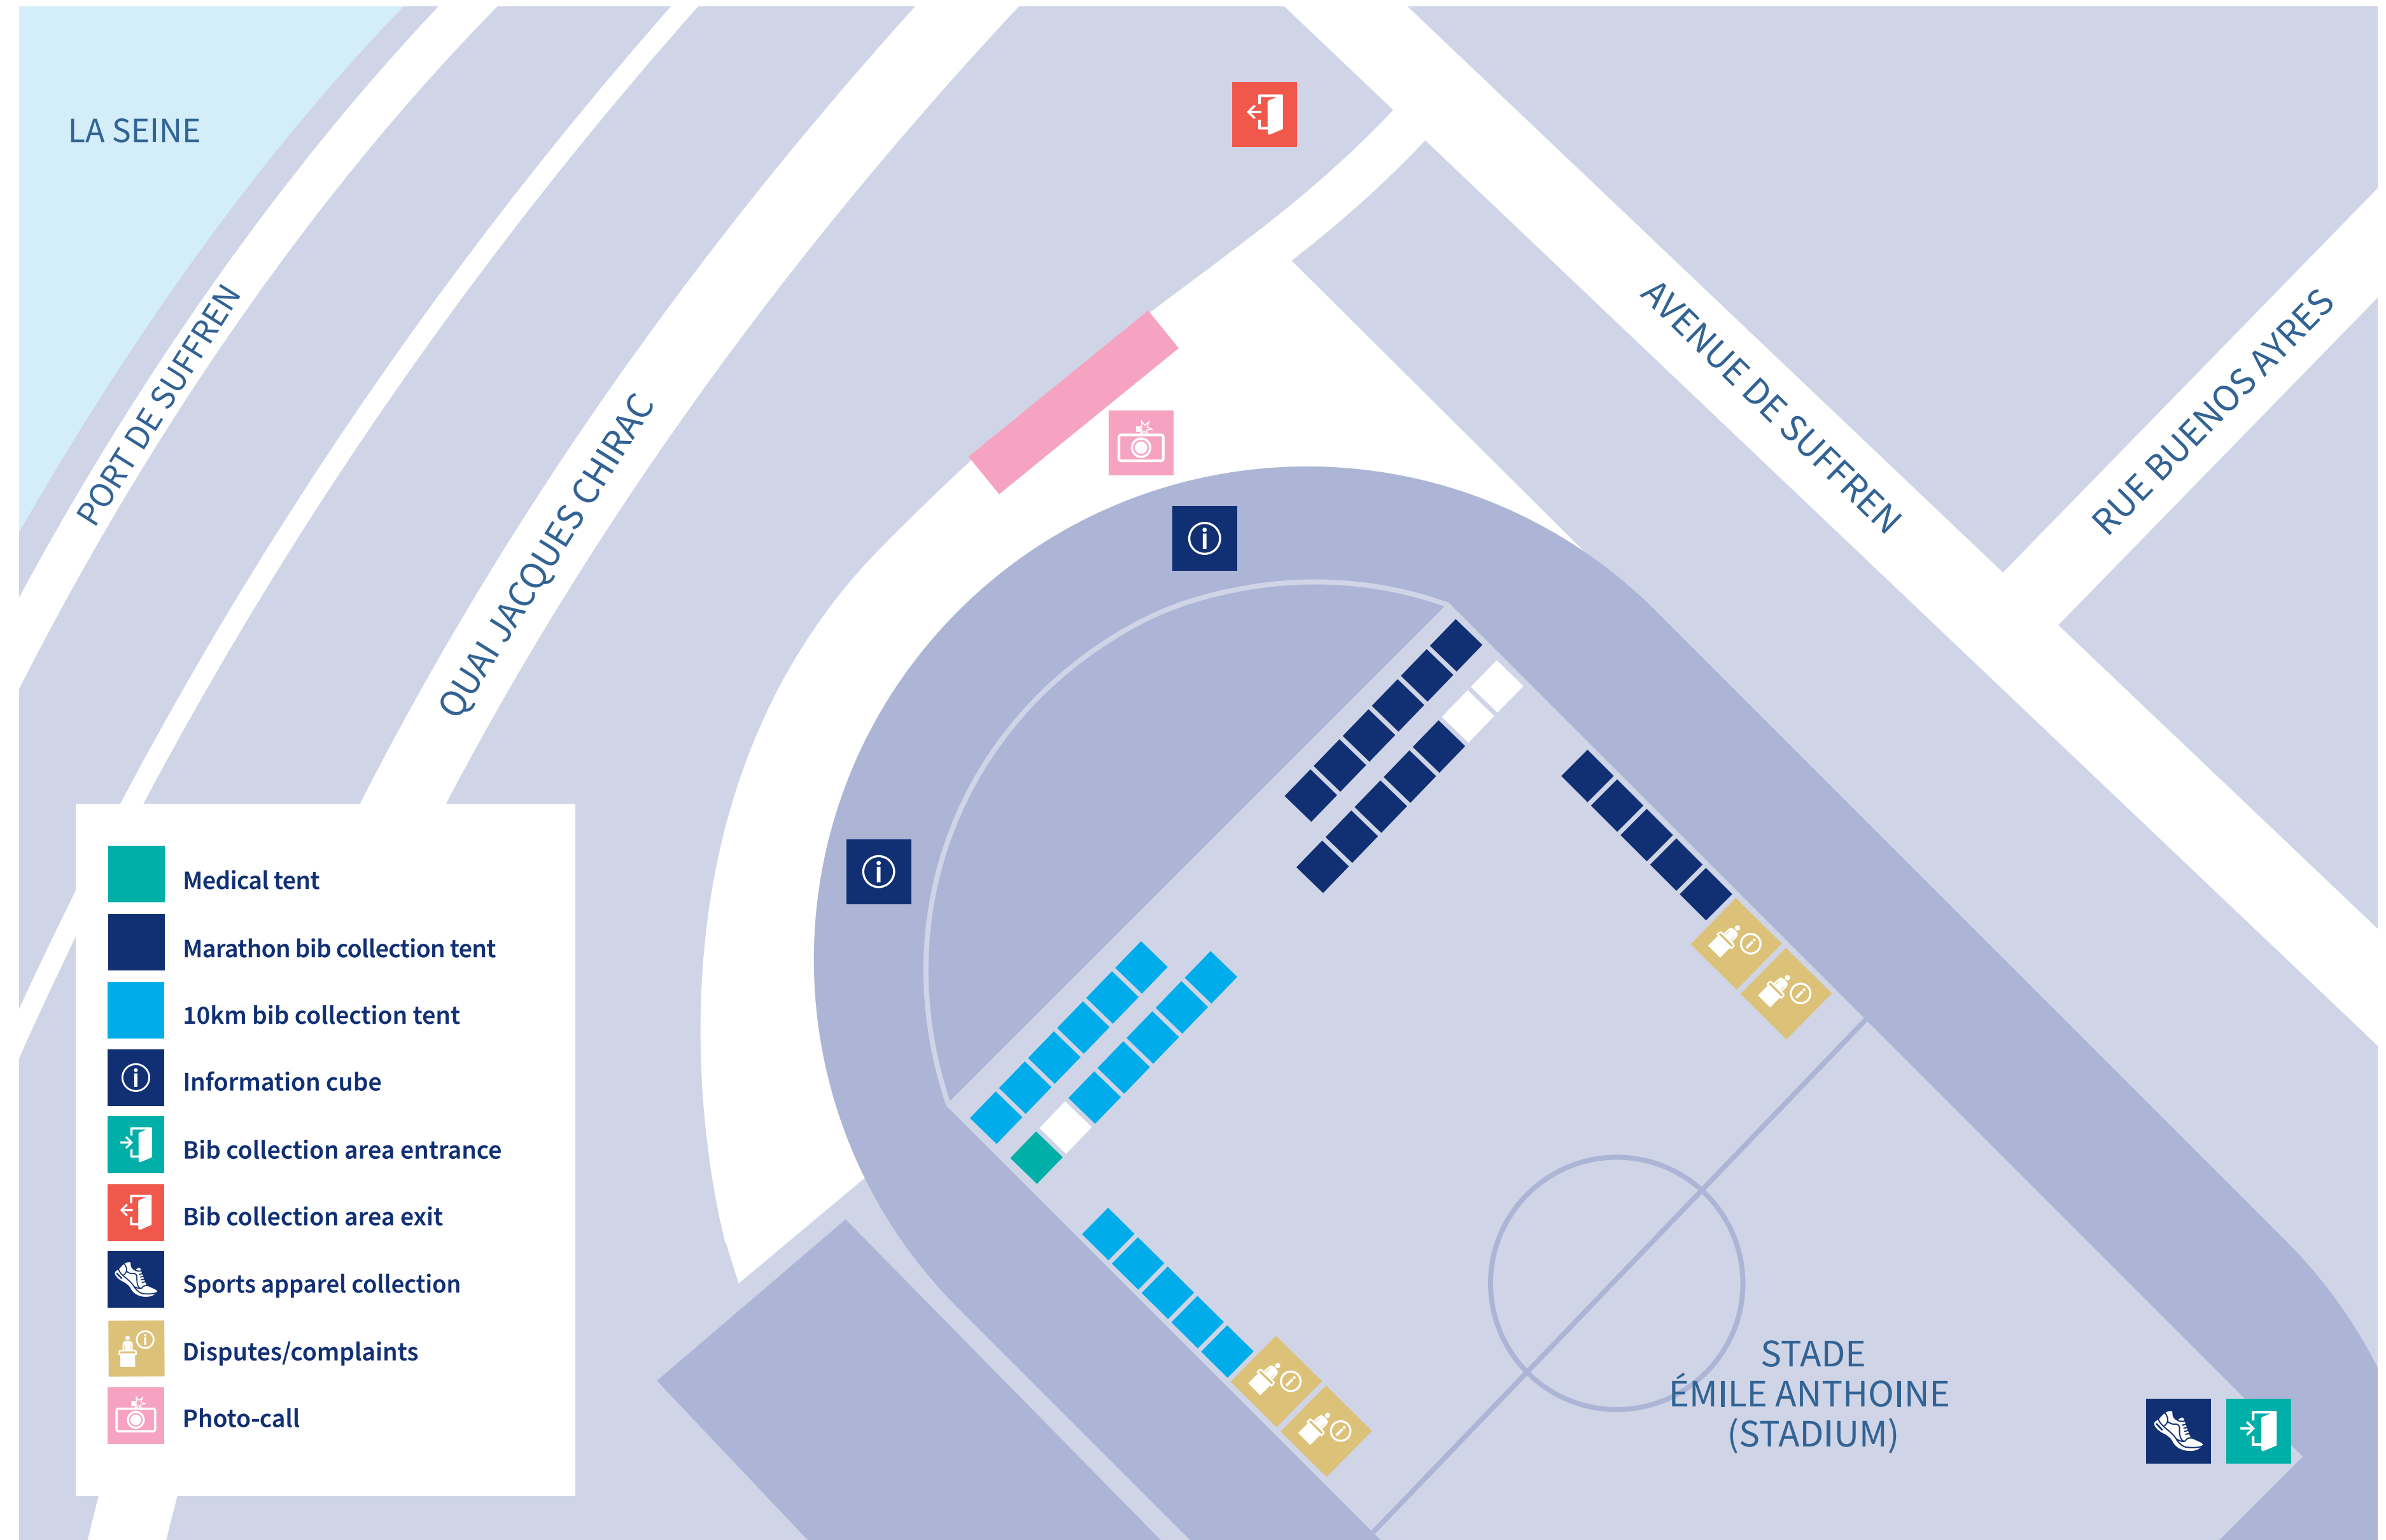 LA SEINE
PORT DE SUFFREN
QUAI JACQUES CHIRAC
AVENUE DE SUFFREN
RUE BUENOS AYRES
Medical tent
Marathon bib collection tent
10km bib collection tent
Information cube
Bib collection area entrance
Bib collection area exit
Sports apparel collection
Disputes/complaints
Photo-call
STADE
ÉMILE ANTHOINE
(STADIUM)